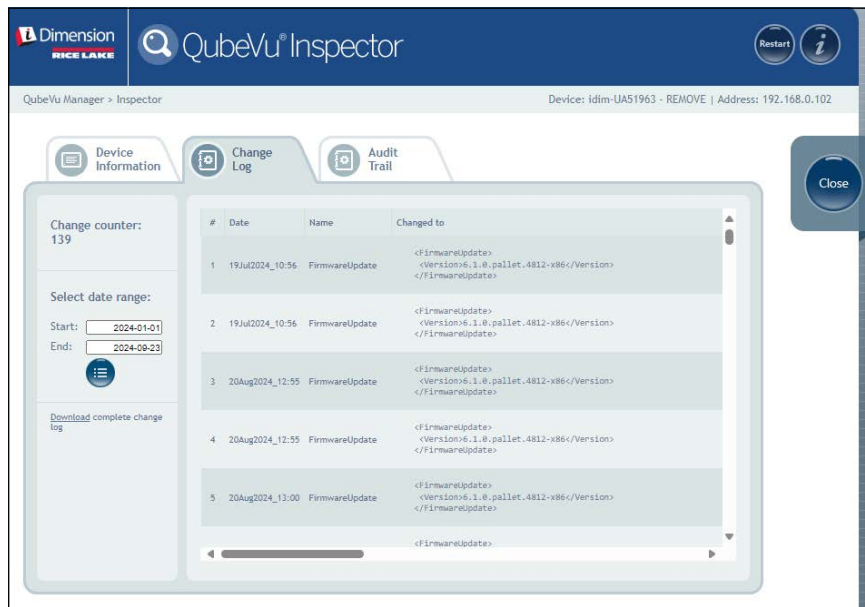 iDimension
RICE LAKE
QubeVu® Inspector
Restart
i
QubeVu Manager > Inspector
Device: idim-UA51963 - REMOVE | Address: 192.168.0.102
Device Information
Change Log
Audit Trail
Close
Change counter:
139
Select date range:
Start: 2024-01-01
End: 2024-09-23
Download complete change
log
# Date Name Changed to
<FirmwareUpdate>
1 19Jul2024_10:56 FirmwareUpdate <Version>6.1.0.pallet.4812-x86</Version>
</FirmwareUpdate>
<FirmwareUpdate>
2 19Jul2024_10:56 FirmwareUpdate <Version>6.1.0.pallet.4812-x86</Version>
</FirmwareUpdate>
<FirmwareUpdate>
3 20Aug2024_12:55 FirmwareUpdate <Version>6.1.0.pallet.4812-x86</Version>
</FirmwareUpdate>
<FirmwareUpdate>
4 20Aug2024_12:55 FirmwareUpdate <Version>6.1.0.pallet.4812-x86</Version>
</FirmwareUpdate>
<FirmwareUpdate>
5 20Aug2024_13:00 FirmwareUpdate <Version>6.1.0.pallet.4812-x86</Version>
</FirmwareUpdate>
<FirmwareUpdate>